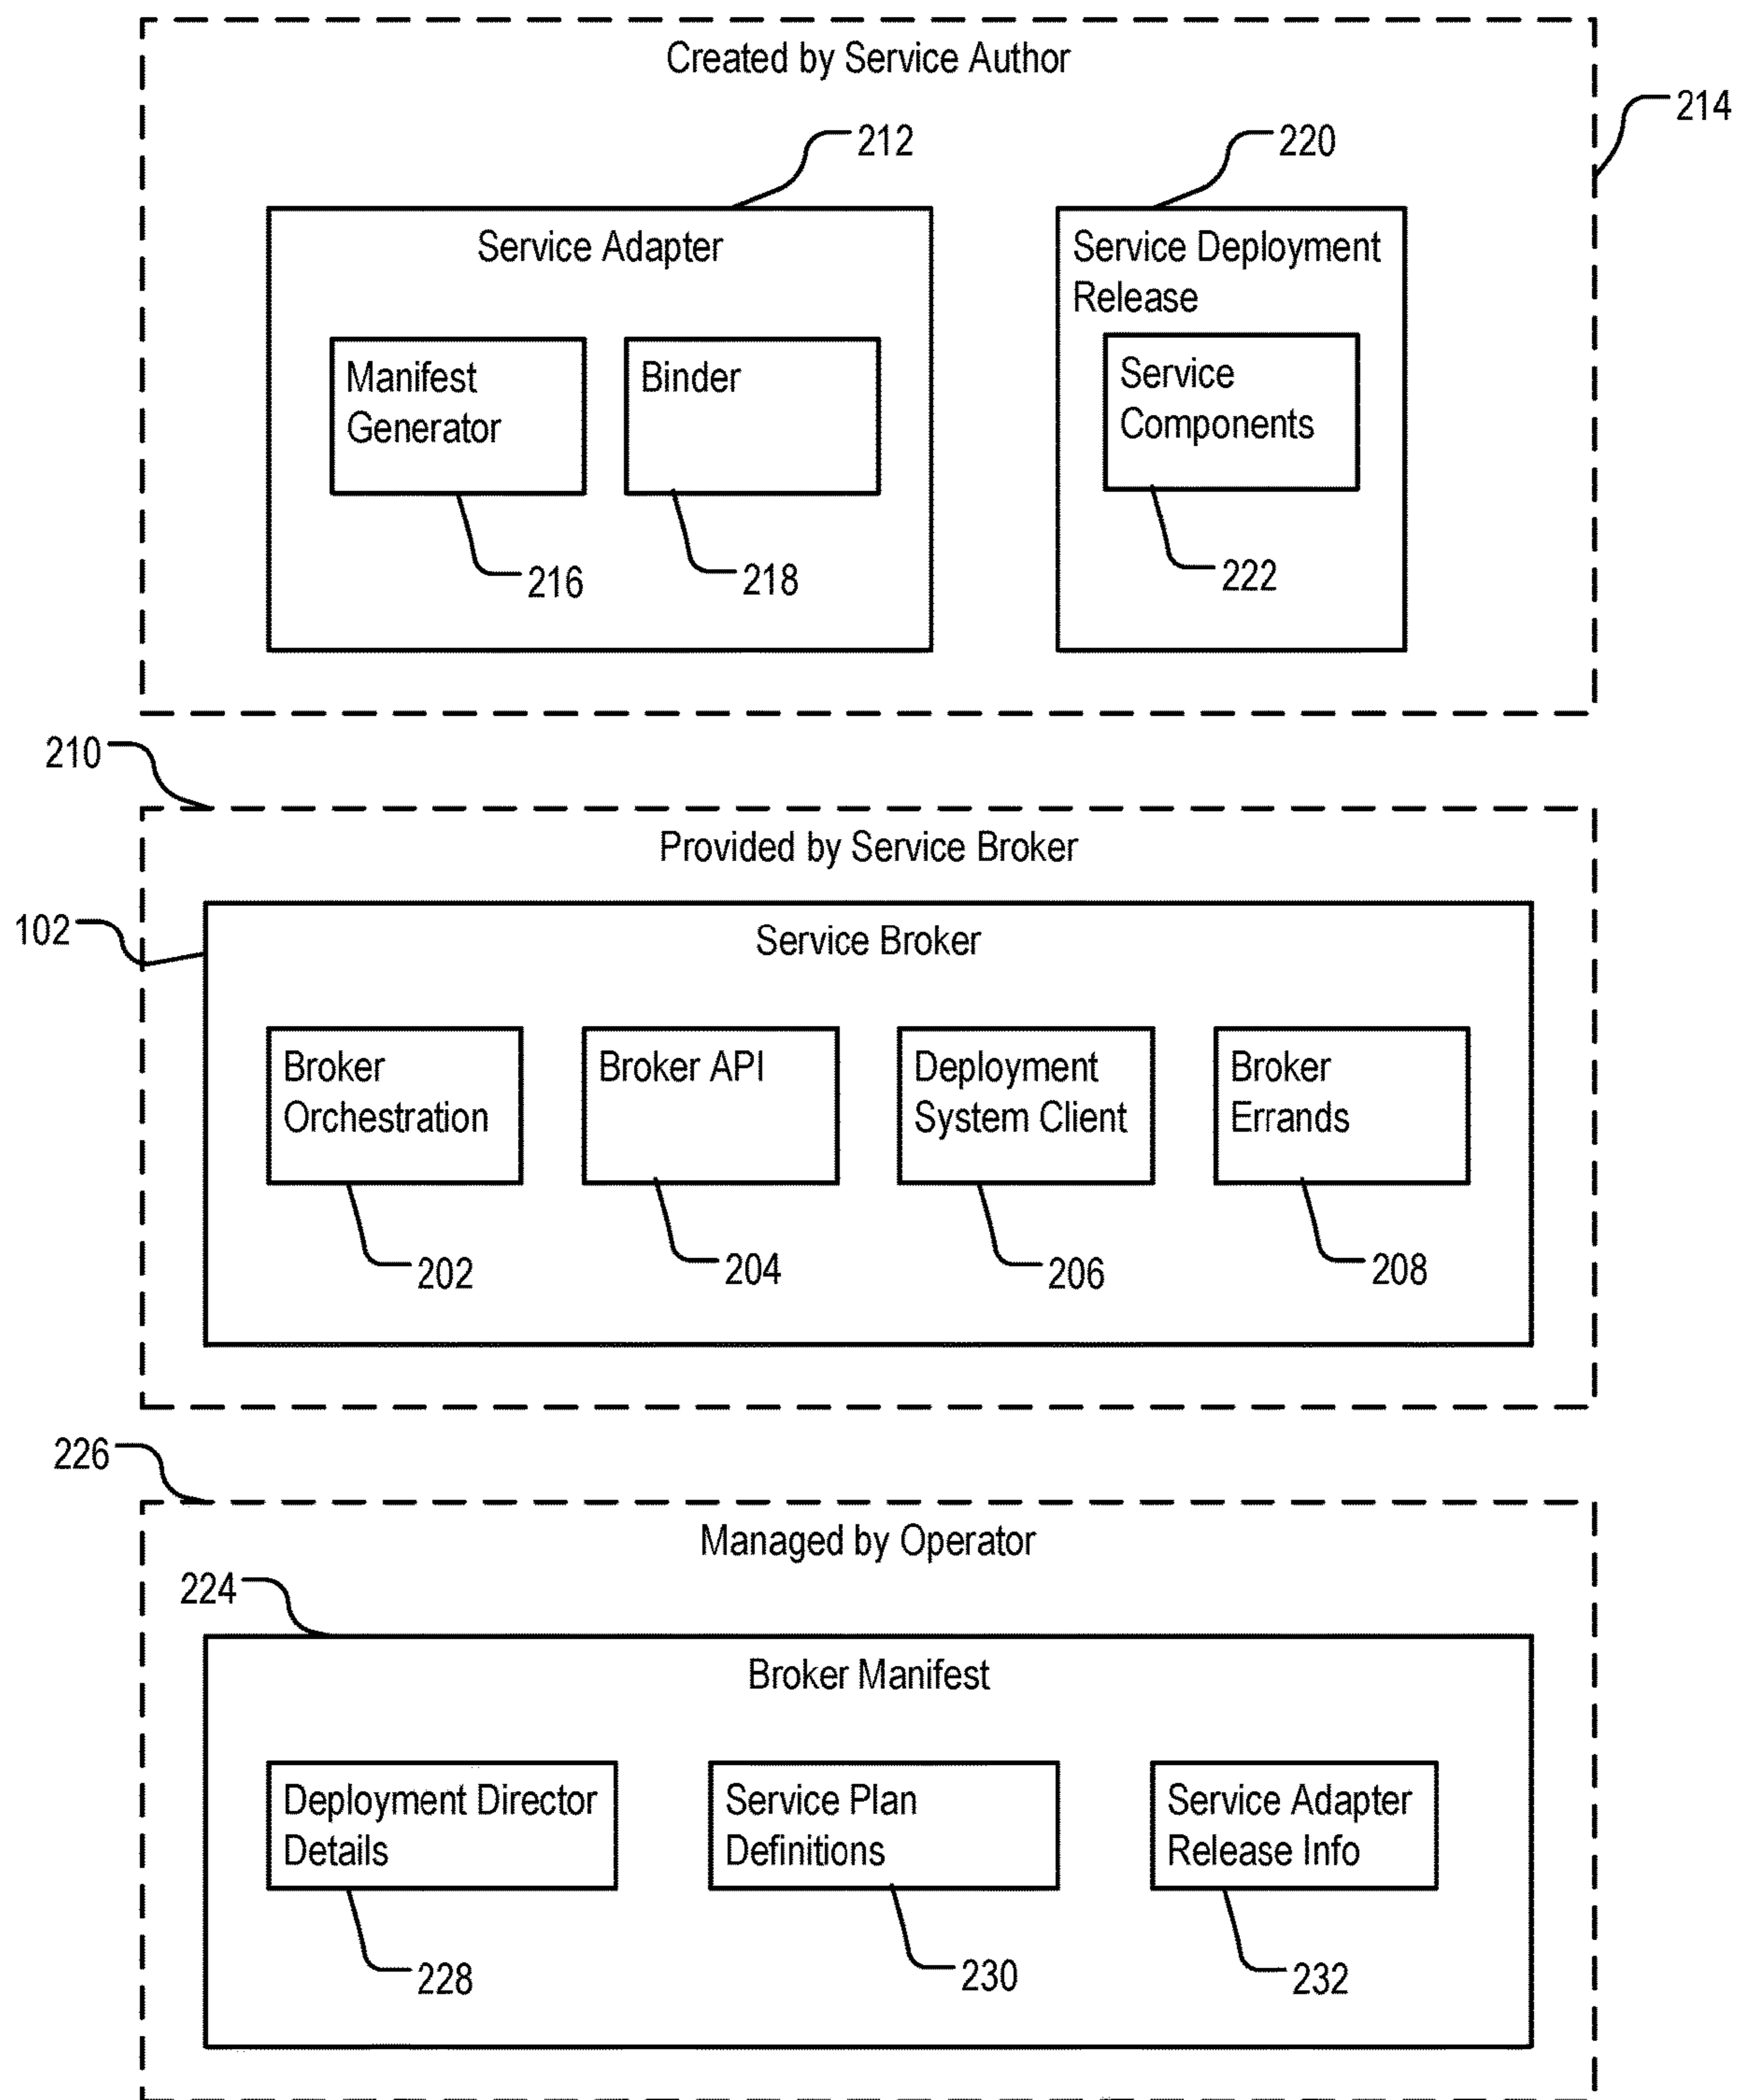 Created by Service Author
214
212
220
Service Adapter
Service Deployment
Release
Manifest
Generator
Binder
Service
Components
216
218
222
210
Provided by Service Broker
102
Service Broker
Broker
Orchestration
Broker API
Deployment
System Client
Broker
Errands
202
204
206
208
226
Managed by Operator
224
Broker Manifest
Deployment Director
Details
Service Plan
Definitions
Service Adapter
Release Info
228
230
232